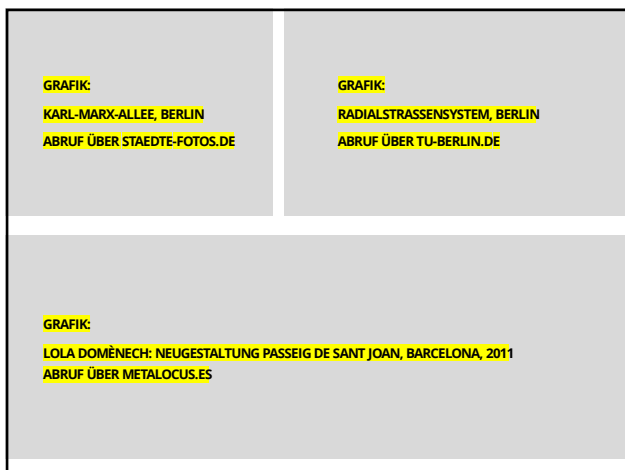 GRAFIK:
KARL-MARX-ALLEE, BERLIN
ABRUF ÜBER STAEDTE-FOTOS.DE
GRAFIK:
RADIALSTRASSENSYSTEM, BERLIN
ABRUF ÜBER TU-BERLIN.DE
GRAFIK:
LOLA DOMÈNECH: NEUGESTALTUNG PASSEIG DE SANT JOAN, BARCELONA, 2011
ABRUF ÜBER METALOCUS.ES